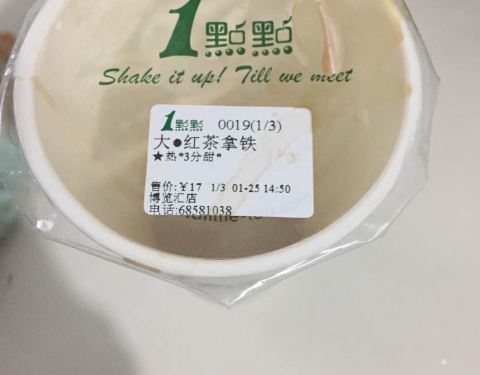 1點點
Shake it up! Till we meet
1點點 0019(1/3)
大●红茶拿铁
★热*3分甜*
售价:¥17 1/3 01-25 14:50
博览汇店
电话:68581038